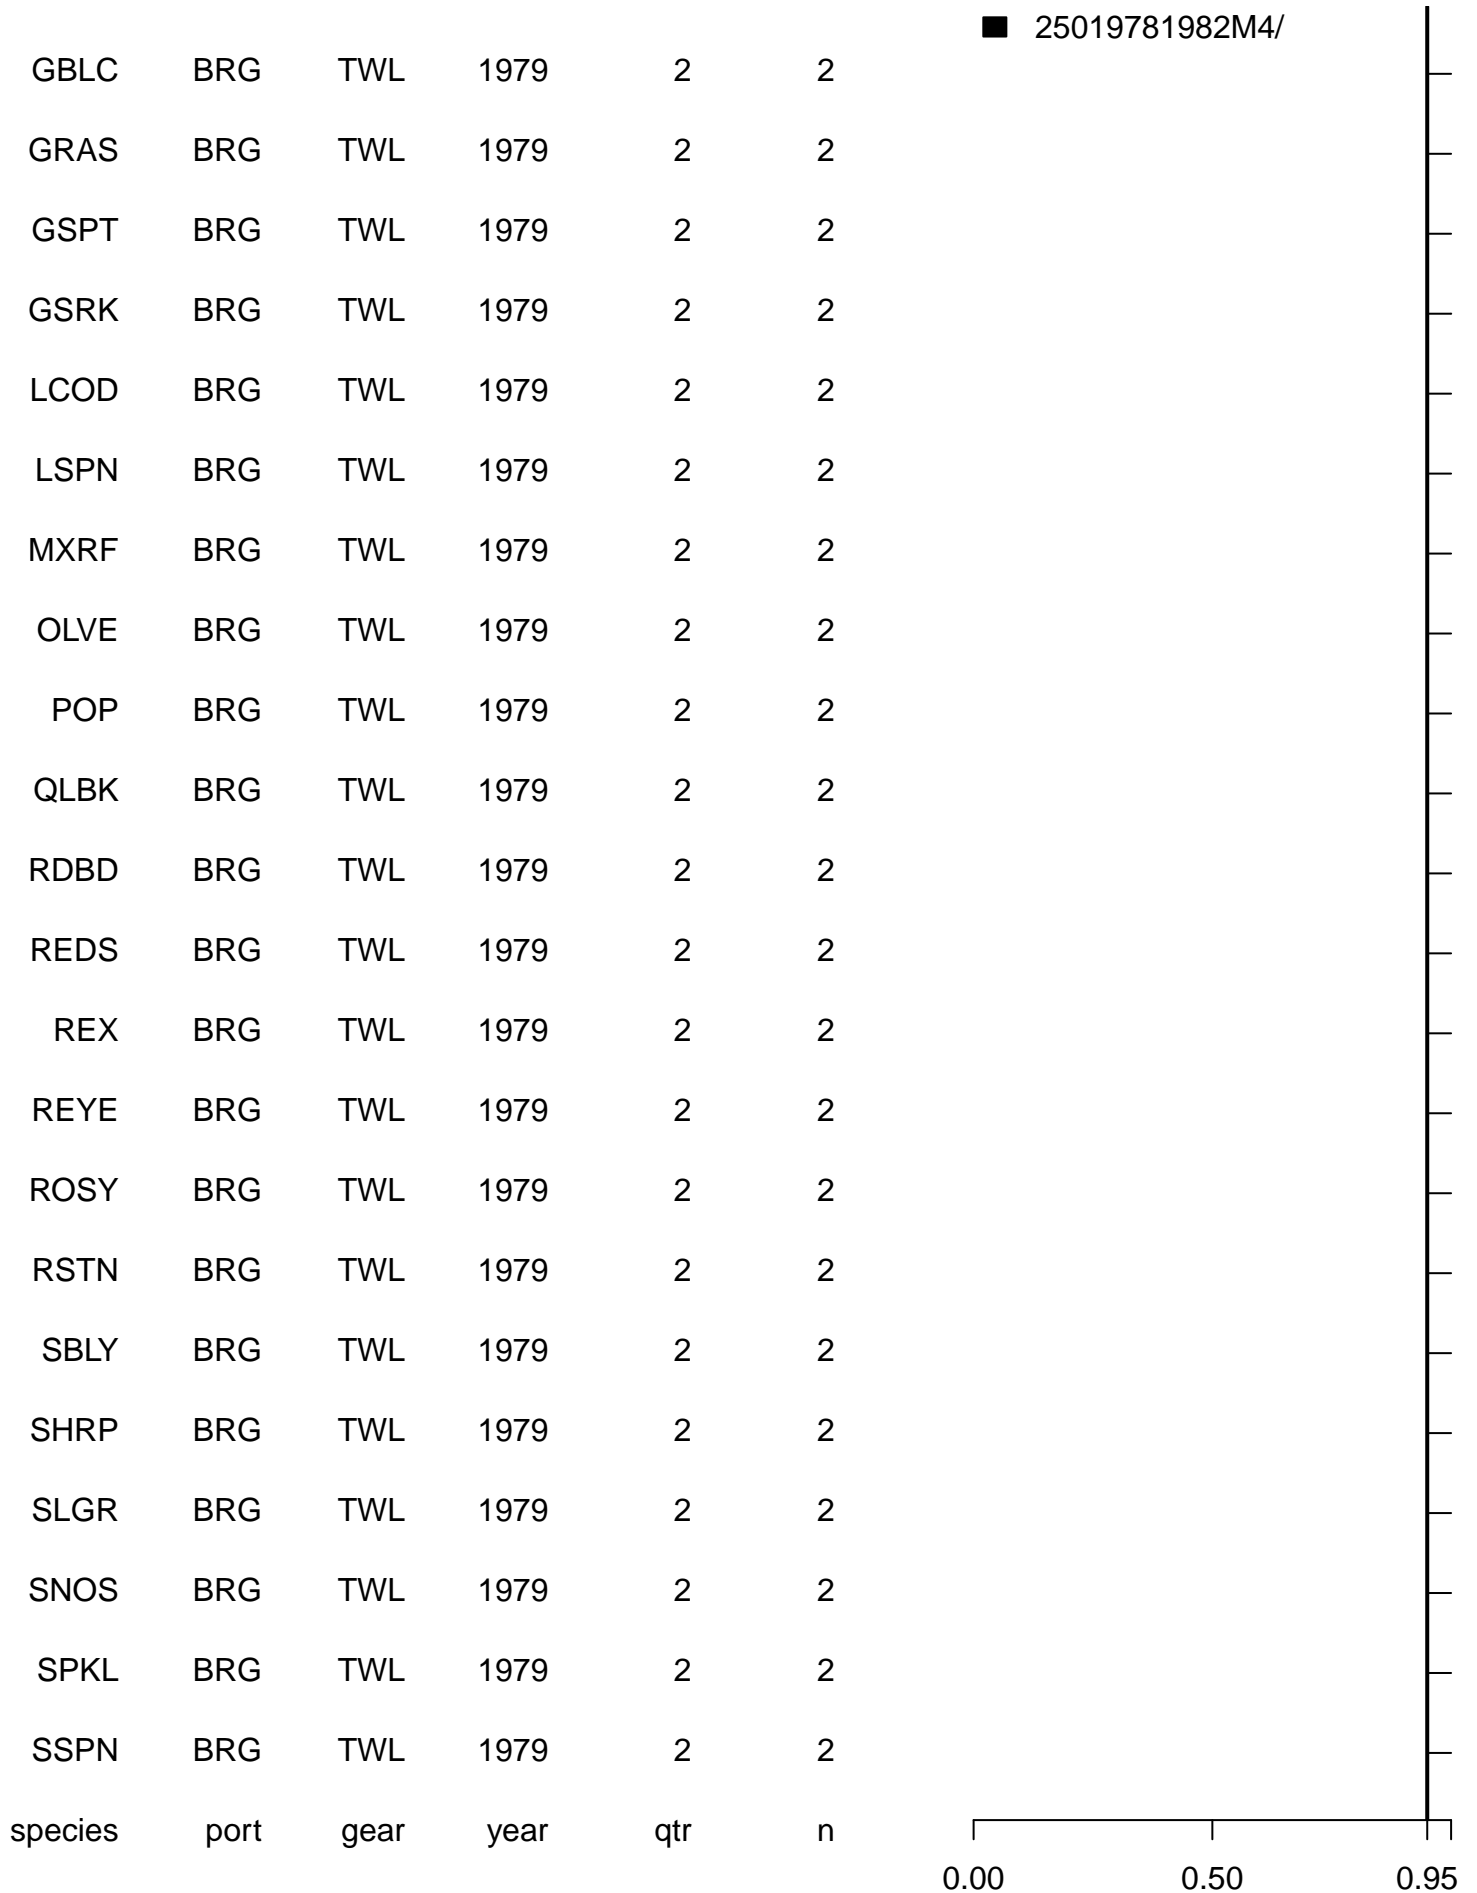 25019781982M4/
GBLC BRG TWL 1979 2 2
GRAS BRG TWL 1979 2 2
GSPT BRG TWL 1979 2 2
GSRK BRG TWL 1979 2 2
LCOD BRG TWL 1979 2 2
LSPN BRG TWL 1979 2 2
MXRF BRG TWL 1979 2 2
OLVE BRG TWL 1979 2 2
POP BRG TWL 1979 2 2
QLBK BRG TWL 1979 2 2
RDBD BRG TWL 1979 2 2
REDS BRG TWL 1979 2 2
REX BRG TWL 1979 2 2
REYE BRG TWL 1979 2 2
ROSY BRG TWL 1979 2 2
RSTN BRG TWL 1979 2 2
SBLY BRG TWL 1979 2 2
SHRP BRG TWL 1979 2 2
SLGR BRG TWL 1979 2 2
SNOS BRG TWL 1979 2 2
SPKL BRG TWL 1979 2 2
SSPN BRG TWL 1979 2 2
species port gear year qtr n
0.00 0.50 0.95